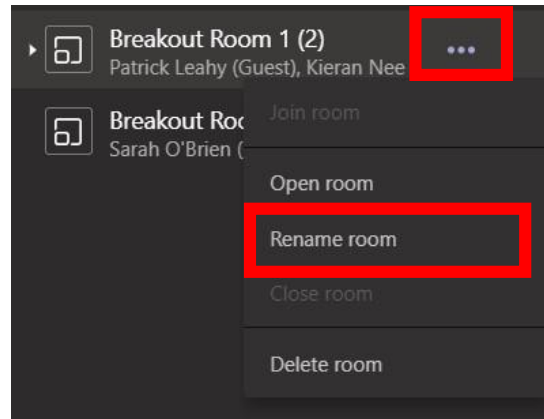 Breakout Room 1 (2)
Patrick Leahy (Guest), Kieran Nee
Breakout Roo
Sarah O'Brien (
Join room
Open room
Rename room
Close room
Delete room